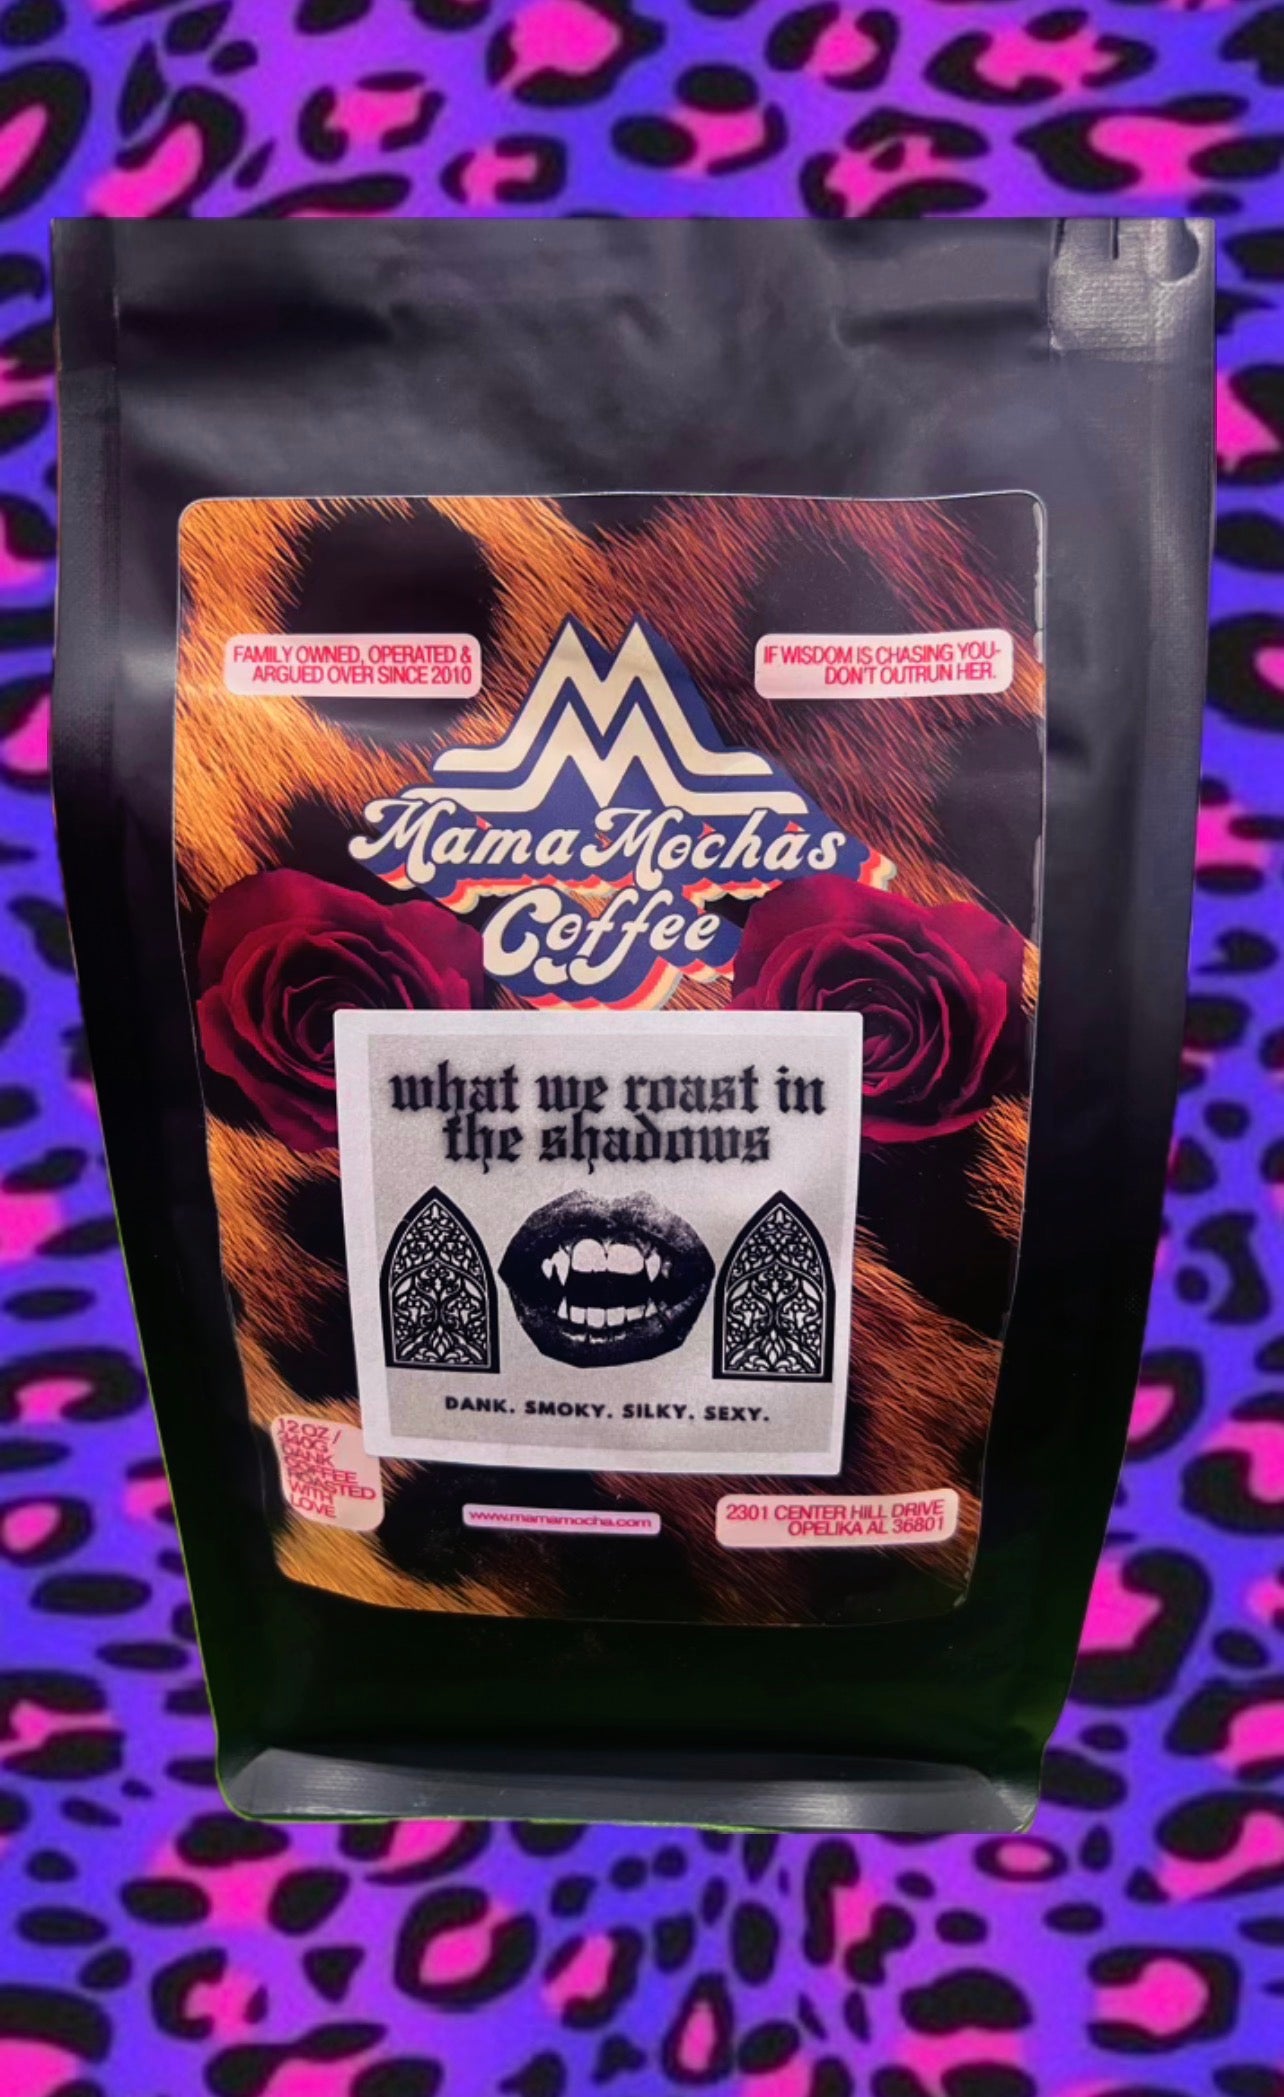 FAMILY OWNED, OPERATED &
ARGUED OVER SINCE 2010
IF WISDOM IS CHASING YOU-
DON'T OUTRUN HER.
Mama Mochas
Coffee
what we roast in
the shadows
DANK. SMOKY. SILKY. SEXY.
12 OZ /
340G
DANK
COFFEE
ROASTED
WITH
LOVE
www.mamamocha.com
2301 CENTER HILL DRIVE
OPELIKA AL 36801